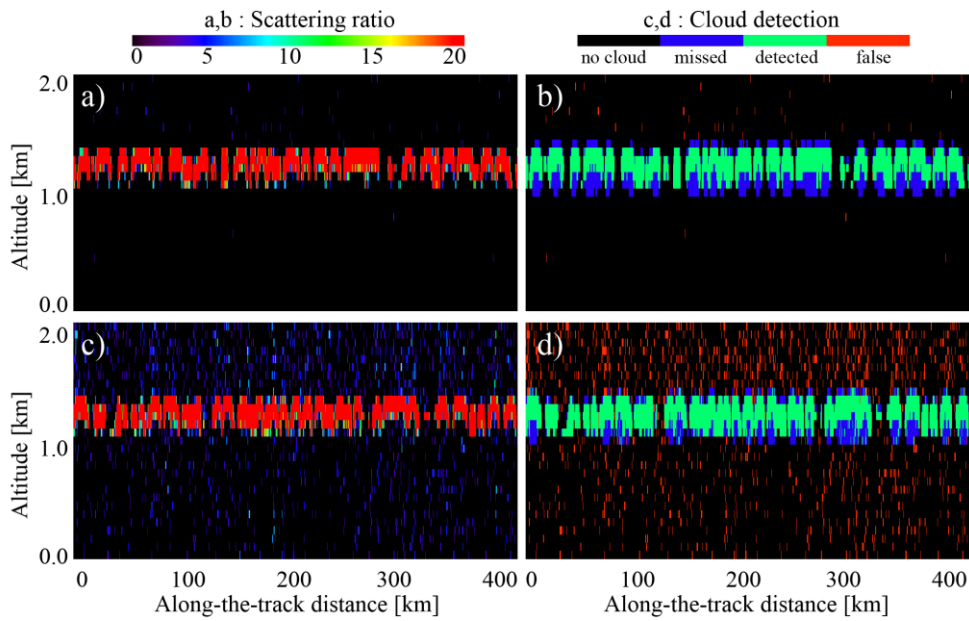 a,b : Scattering ratio
c,d : Cloud detection
0 5 10 15 20
no cloud missed detected false
a)
b)
2.0
1.0
0.0
Altitude [km]
c)
d)
2.0
1.0
0.0
Altitude [km]
0 100 200 300 400
0 100 200 300 400
Along-the-track distance [km]
Along-the-track distance [km]